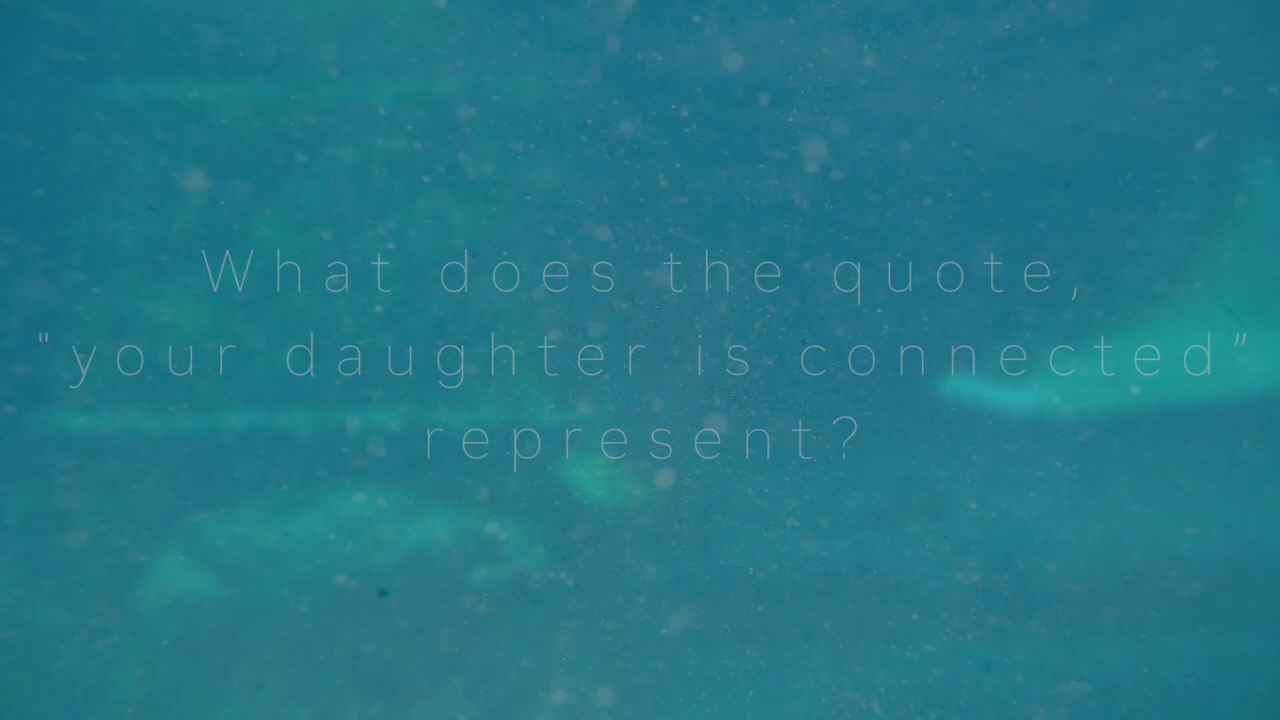 What does the quote,
"your daughter is connected"
represent?